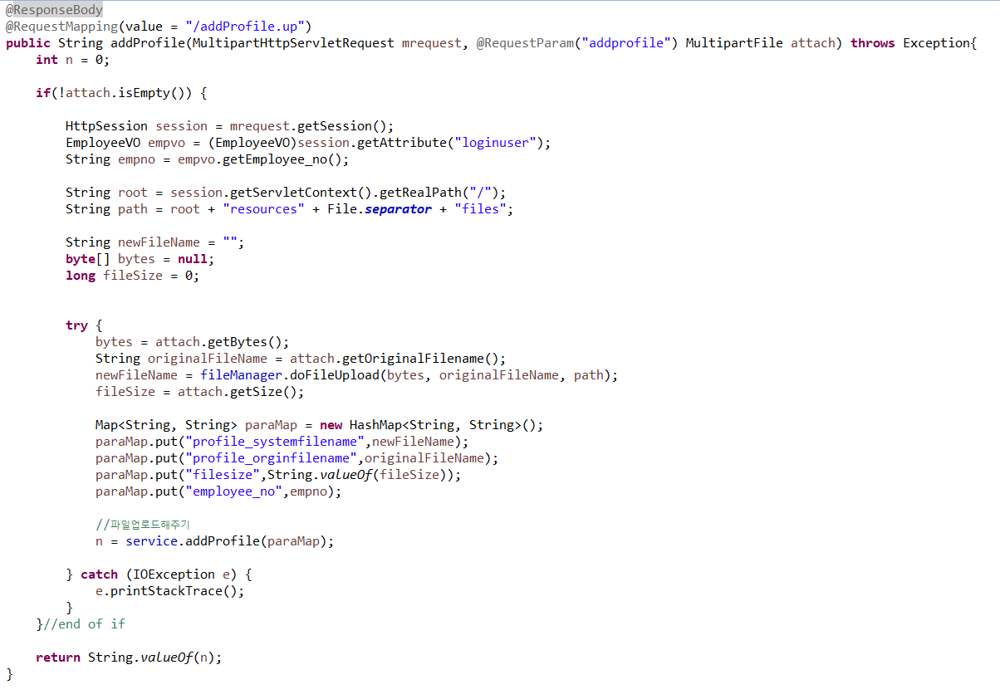 @ResponseBody
@RequestMapping(value = "/addProfile.up")
public String addProfile(MultipartHttpServletRequest mrequest, @RequestParam("addprofile") MultipartFile attach) throws Exception{
int n = 0;
if(!attach.isEmpty()) {
HttpSession session = mrequest.getSession();
EmployeeVO empvo = (EmployeeVO)session.getAttribute("loginuser");
String empno = empvo.getEmployee_no();
String root = session.getServletContext().getRealPath("/");
String path = root + "resources" + File.separator + "files";
String newFileName = "";
byte[] bytes = null;
long fileSize = 0;
try {
bytes = attach.getBytes();
String originalFileName = attach.getOriginalFilename();
newFileName = fileManager.doFileUpload(bytes, originalFileName, path);
fileSize = attach.getSize();
Map<String, String> paraMap = new HashMap<String, String>();
paraMap.put("profile_systemfilename",newFileName);
paraMap.put("profile_orginfilename",originalFileName);
paraMap.put("filesize",String.valueOf(fileSize));
paraMap.put("employee_no",empno);
//파일업로드해주기
n = service.addProfile(paraMap);
} catch (IOException e) {
e.printStackTrace();
}
}//end of if
return String.valueOf(n);
}